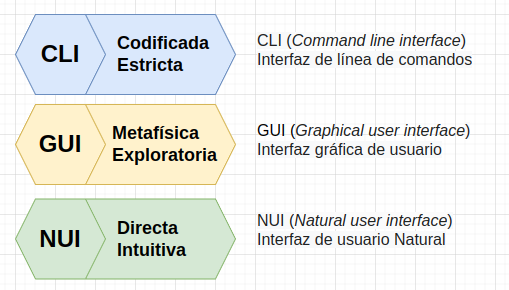 CLI
Codificada
Estricta
CLI (Command line interface)
Interfaz de línea de comandos
GUI
Metafísica
Exploratoria
GUI (Graphical user interface)
Interfaz gráfica de usuario
NUI
Directa
Intuitiva
NUI (Natural user interface)
Interfaz de usuario Natural